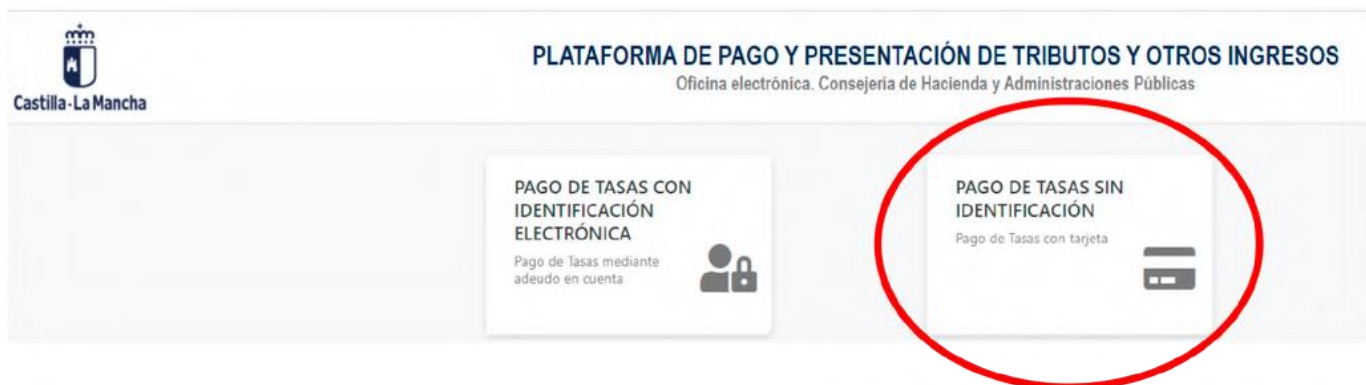 Castilla-La Mancha
PLATAFORMA DE PAGO Y PRESENTACIÓN DE TRIBUTOS Y OTROS INGRESOS
Oficina electrónica. Consejería de Hacienda y Administraciones Públicas
PAGO DE TASAS CON
IDENTIFICACIÓN
ELECTRÓNICA
Pago de Tasas mediante
adeudo en cuenta
PAGO DE TASAS SIN
IDENTIFICACIÓN
Pago de Tasas con tarjeta